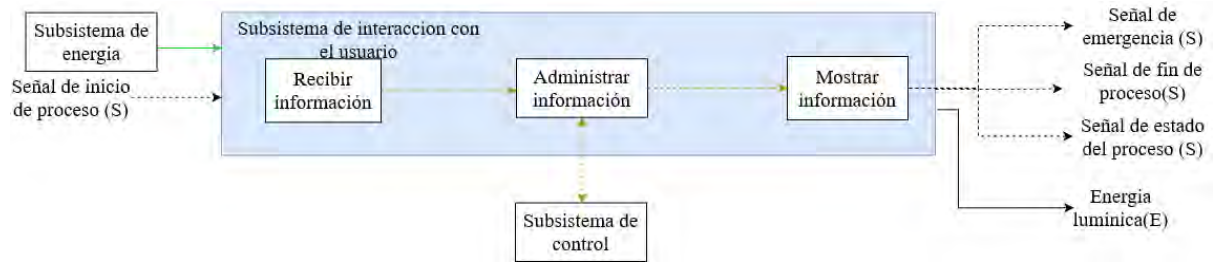 Subsistema de
energia
Señal de inicio
de proceso (S)
Subsistema de interaccion con
el usuario
Recibir
información
Administrar
información
Mostrar
información
Subsistema de
control
Señal de
emergencia (S)
Señal de fin de
proceso(S)
Señal de estado
del proceso (S)
Energia
luminica(E)